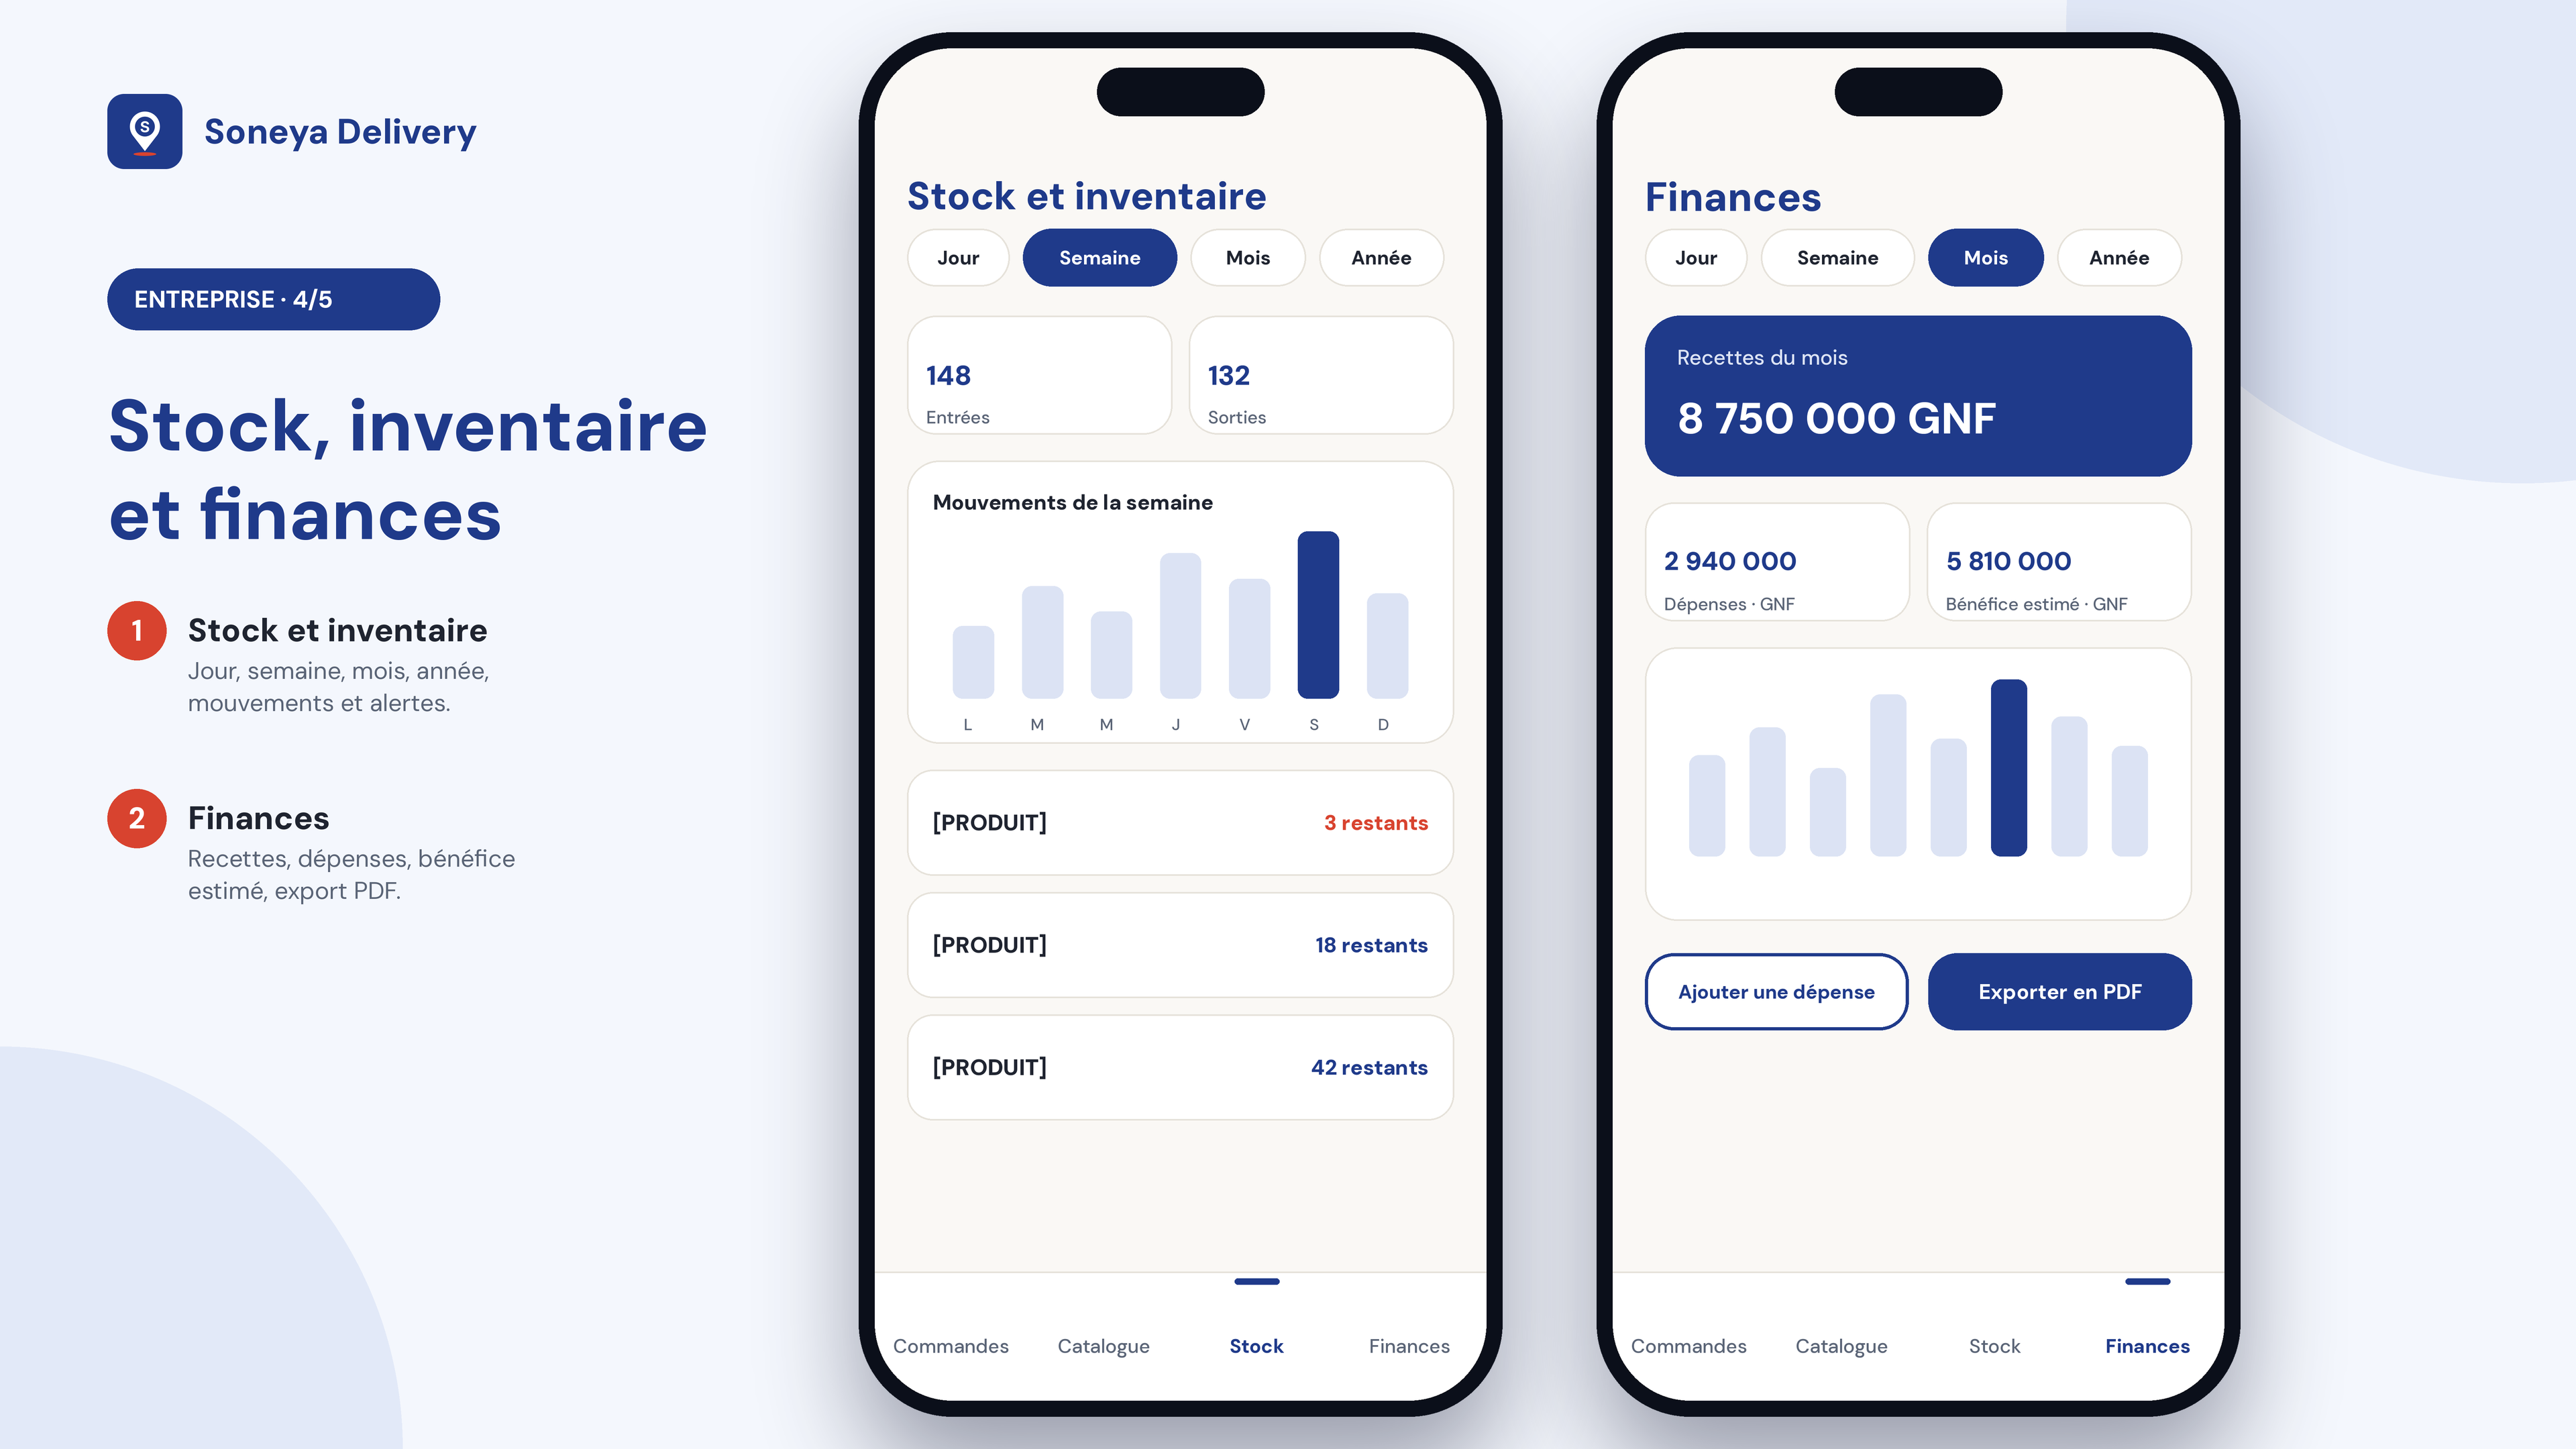 S
Soneya Delivery
ENTREPRISE · 4/5
Stock, inventaire
et finances
1
Stock et inventaire
Jour, semaine, mois, année,
mouvements et alertes.
2
Finances
Recettes, dépenses, bénéfice
estimé, export PDF.
Stock et inventaire
Jour Semaine Mois Année
148 132
Entrées Sorties
Mouvements de la semaine
L M M J V S D
[PRODUIT] 3 restants
[PRODUIT] 18 restants
[PRODUIT] 42 restants
Commandes Catalogue Stock Finances
Finances
Jour Semaine Mois Année
Recettes du mois
8 750 000 GNF
2 940 000 5 810 000
Dépenses · GNF Bénéfice estimé · GNF
Ajouter une dépense Exporter en PDF
Commandes Catalogue Stock Finances